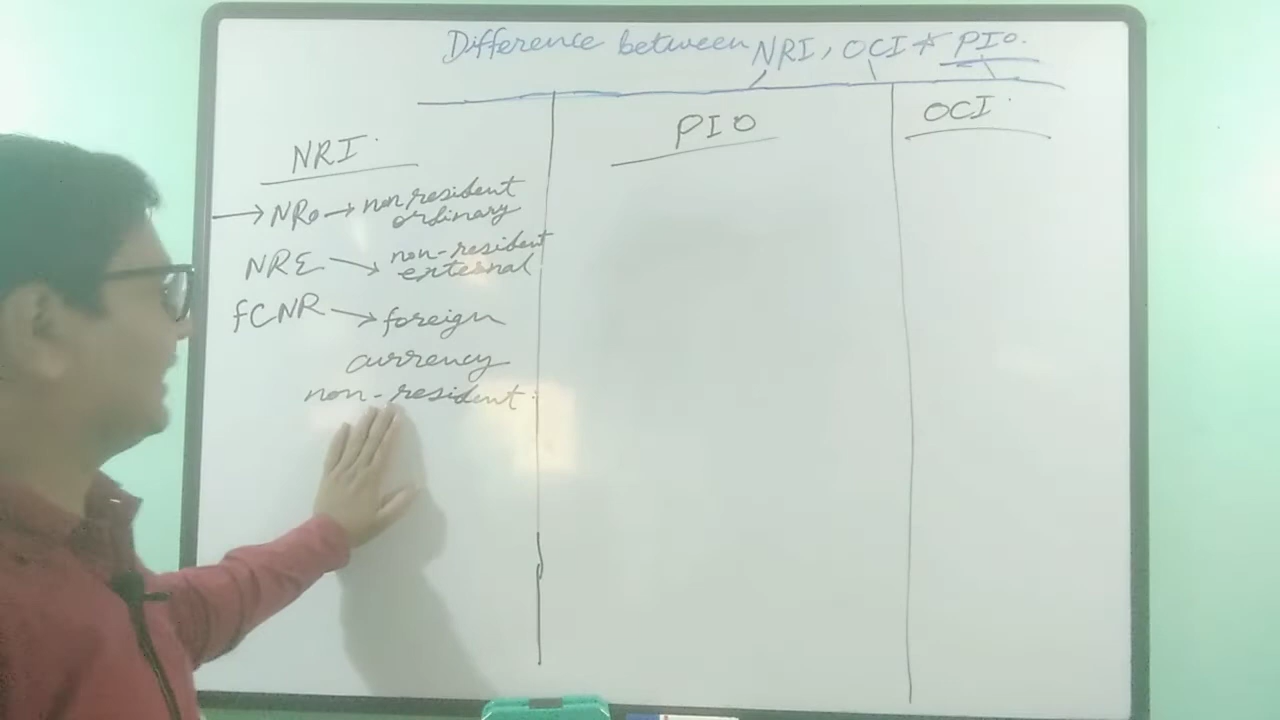 Difference between NRI, OCI & PIO.
NRI.
PIO
OCI.
→ NRO → non resident
ordinary
NRE → non-resident
external
fCNR → foreign
currency
non-resident.